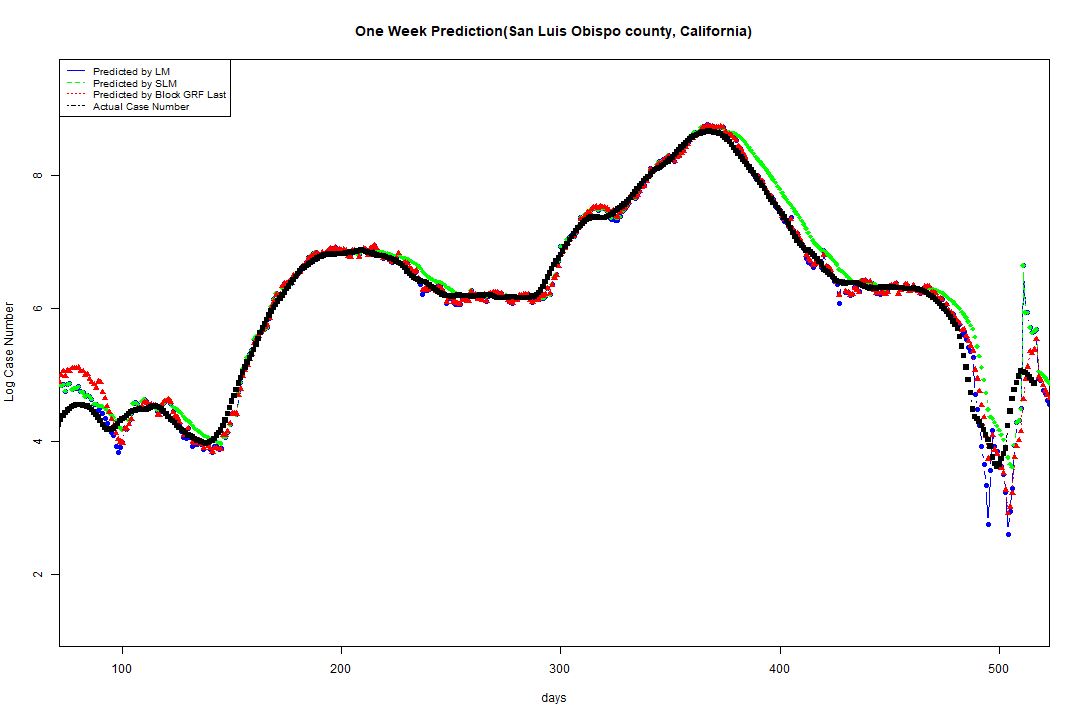 One Week Prediction(San Luis Obispo county, California)
Predicted by LM
Predicted by SLM
Predicted by Block GRF Last
Actual Case Number
8
6
4
2
Log Case Number
100 200 300 400 500
days